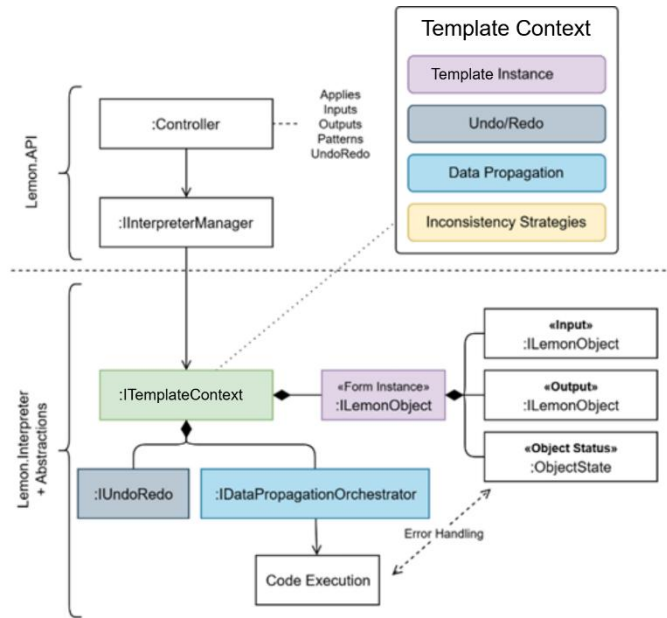 Template Context
Template Instance
Undo/Redo
Data Propagation
Inconsistency Strategies
Lemon.API
:Controller
Applies
Inputs
Outputs
Patterns
UndoRedo
:IInterpreterManager
Lemon.Interpreter
+ Abstractions
:ITemplateContext
«Form Instance»
:ILemonObject
«Input»
:ILemonObject
«Output»
:ILemonObject
«Object Status»
:ObjectState
:IUndoRedo
:IDataPropagationOrchestrator
Error Handling
Code Execution